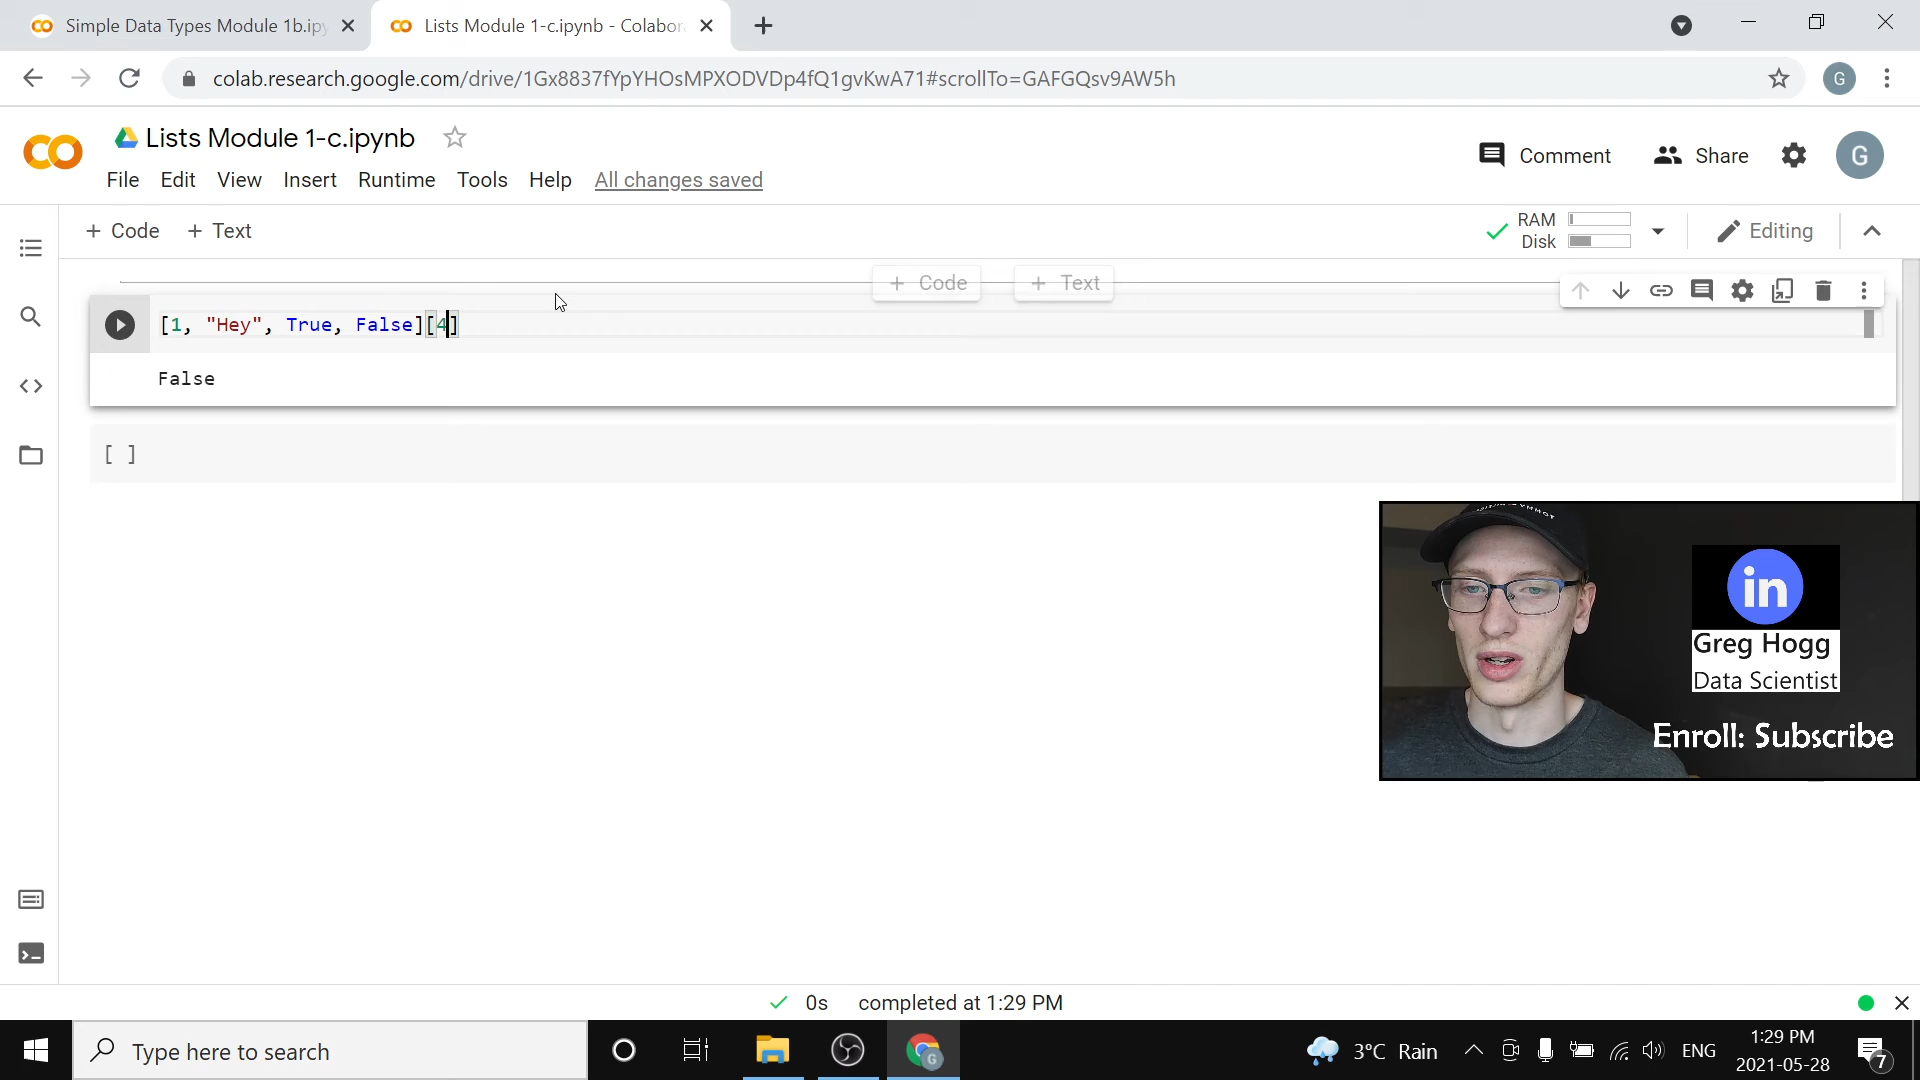 Simple Data Types Module 1b.ipy
Lists Module 1-c.ipynb - Colabor
colab.research.google.com/drive/1Gx8837fYpYHOsMPXODVDp4fQ1gvKwA71#scrollTo=GAFGQsv9AW5h
G
CO
Lists Module 1-c.ipynb
Comment
Share
G
File Edit View Insert Runtime Tools Help All changes saved
+ Code + Text
RAM
Disk
Editing
+ Code + Text
[1, "Hey", True, False][4]
False
[ ]
in
Greg Hogg
Data Scientist
Enroll: Subscribe
0s completed at 1:29 PM
Type here to search
G
3°C Rain
ENG
1:29 PM
2021-05-28
7